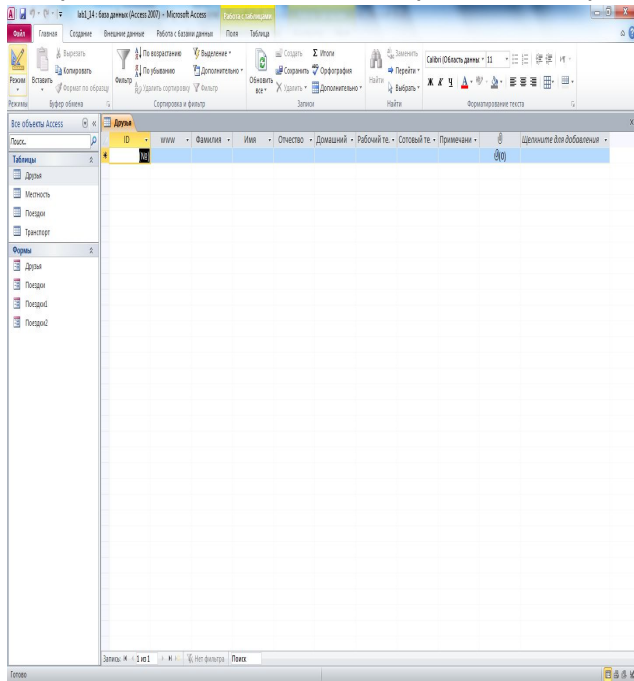 lab1_14 : база данных (Access 2007) - Microsoft Access
Работа с таблицами
Файл Главная Создание Внешние данные Работа с базами данных Поля Таблица
Режим
Режимы
Вставить
Вырезать
Копировать
Формат по образцу
Буфер обмена
Фильтр
По возрастанию
По убыванию
Удалить сортировку
Выделение
Дополнительно
Фильтр
Сортировка и фильтр
Обновить все
Создать
Сохранить
Удалить
Итоги
Орфография
Дополнительно
Записи
Найти
Заменить
Перейти
Выбрать
Найти
Calibri (Область данных 11
Ж К Ч А
Форматирование текста
Все объекты Access
Поиск..
Таблицы
Друзья
Местность
Поездки
Транспорт
Формы
Друзья
Поездки
Поездки1
Поездки2
Друзья
ID www Фамилия Имя Отчество Домашний Рабочий те. Сотовый те Примечани Щелкните для добавления
(№ (0)
Запись: 1 из 1 Нет фильтра Поиск
Готово